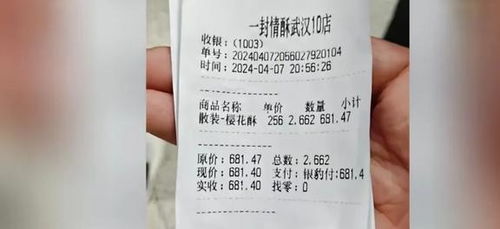 一封情酥武汉10店
收银：(1003)
单号：202404072056027920104
时间：2024-04-07 20:56:26
商品名称 单价 数量 小计
散装-樱花酥 256 2.662 681.47
原价：681.47 总数：2.662
现价：681.40 支付：银豹付：681.4
实收：681.40 找零：0